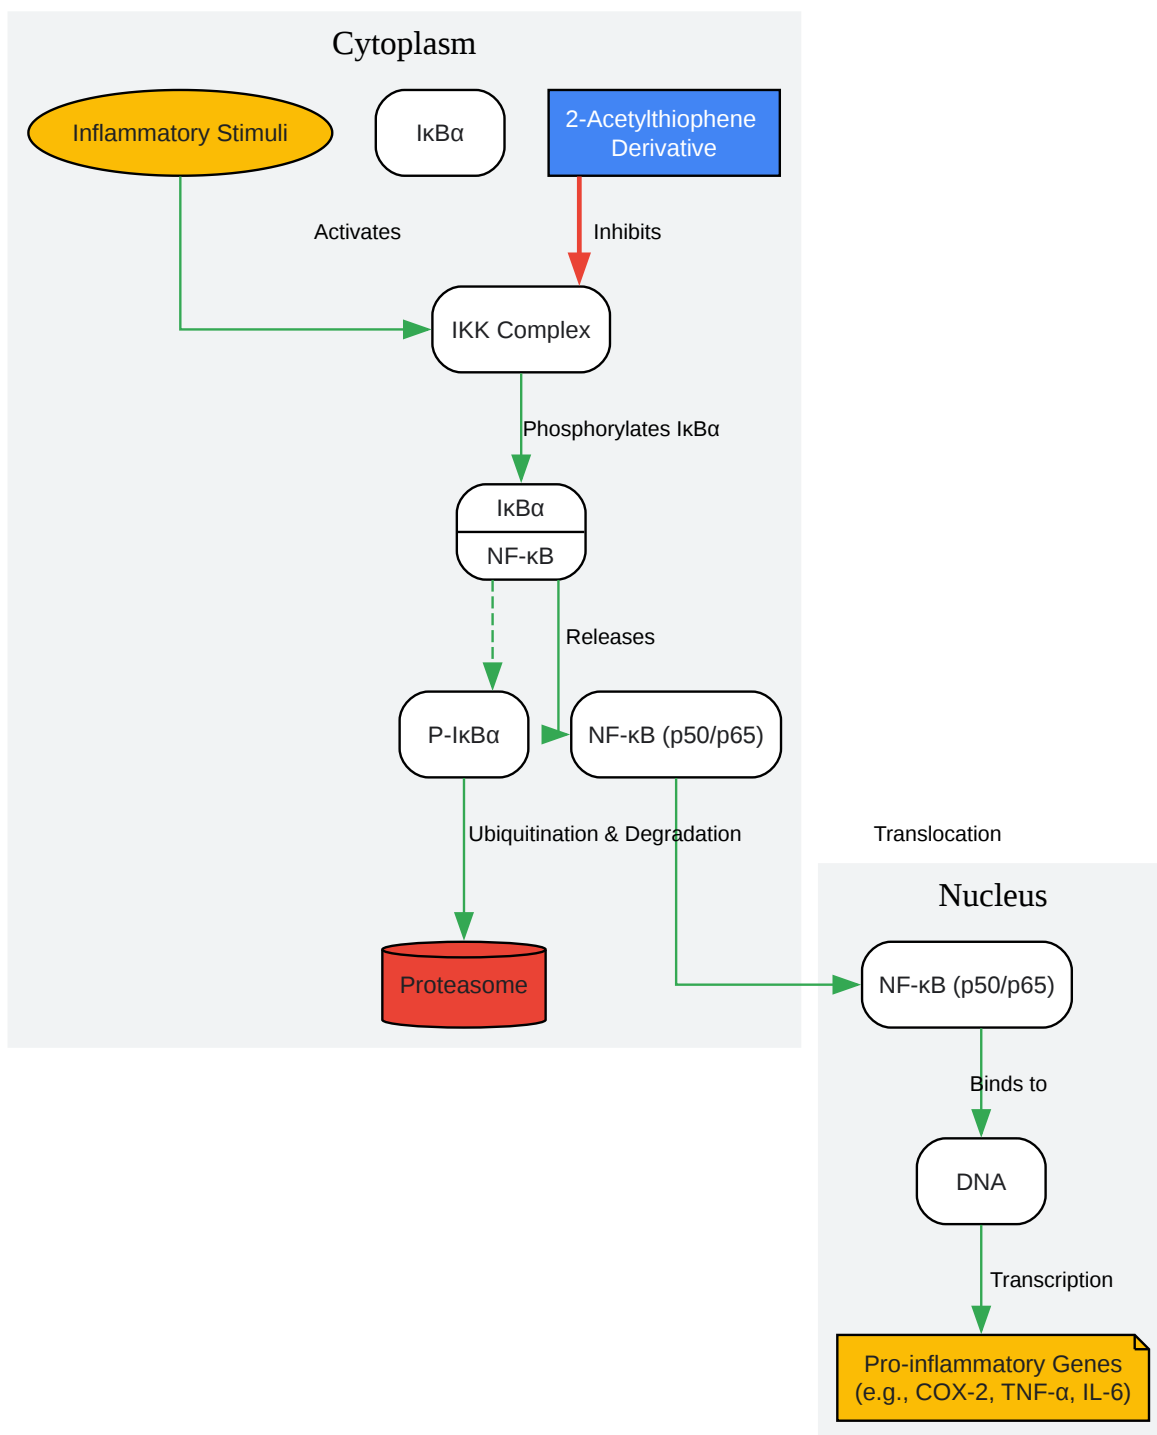 Cytoplasm
Inflammatory Stimuli
IκBα
2-Acetylthiophene
Derivative
Activates
Inhibits
IKK Complex
Phosphorylates IκBα
IκBα
NF-κB
Releases
P-IκBα
NF-κB (p50/p65)
Ubiquitination & Degradation
Translocation
Nucleus
Proteasome
NF-κB (p50/p65)
Binds to
DNA
Transcription
Pro-inflammatory Genes
(e.g., COX-2, TNF-α, IL-6)